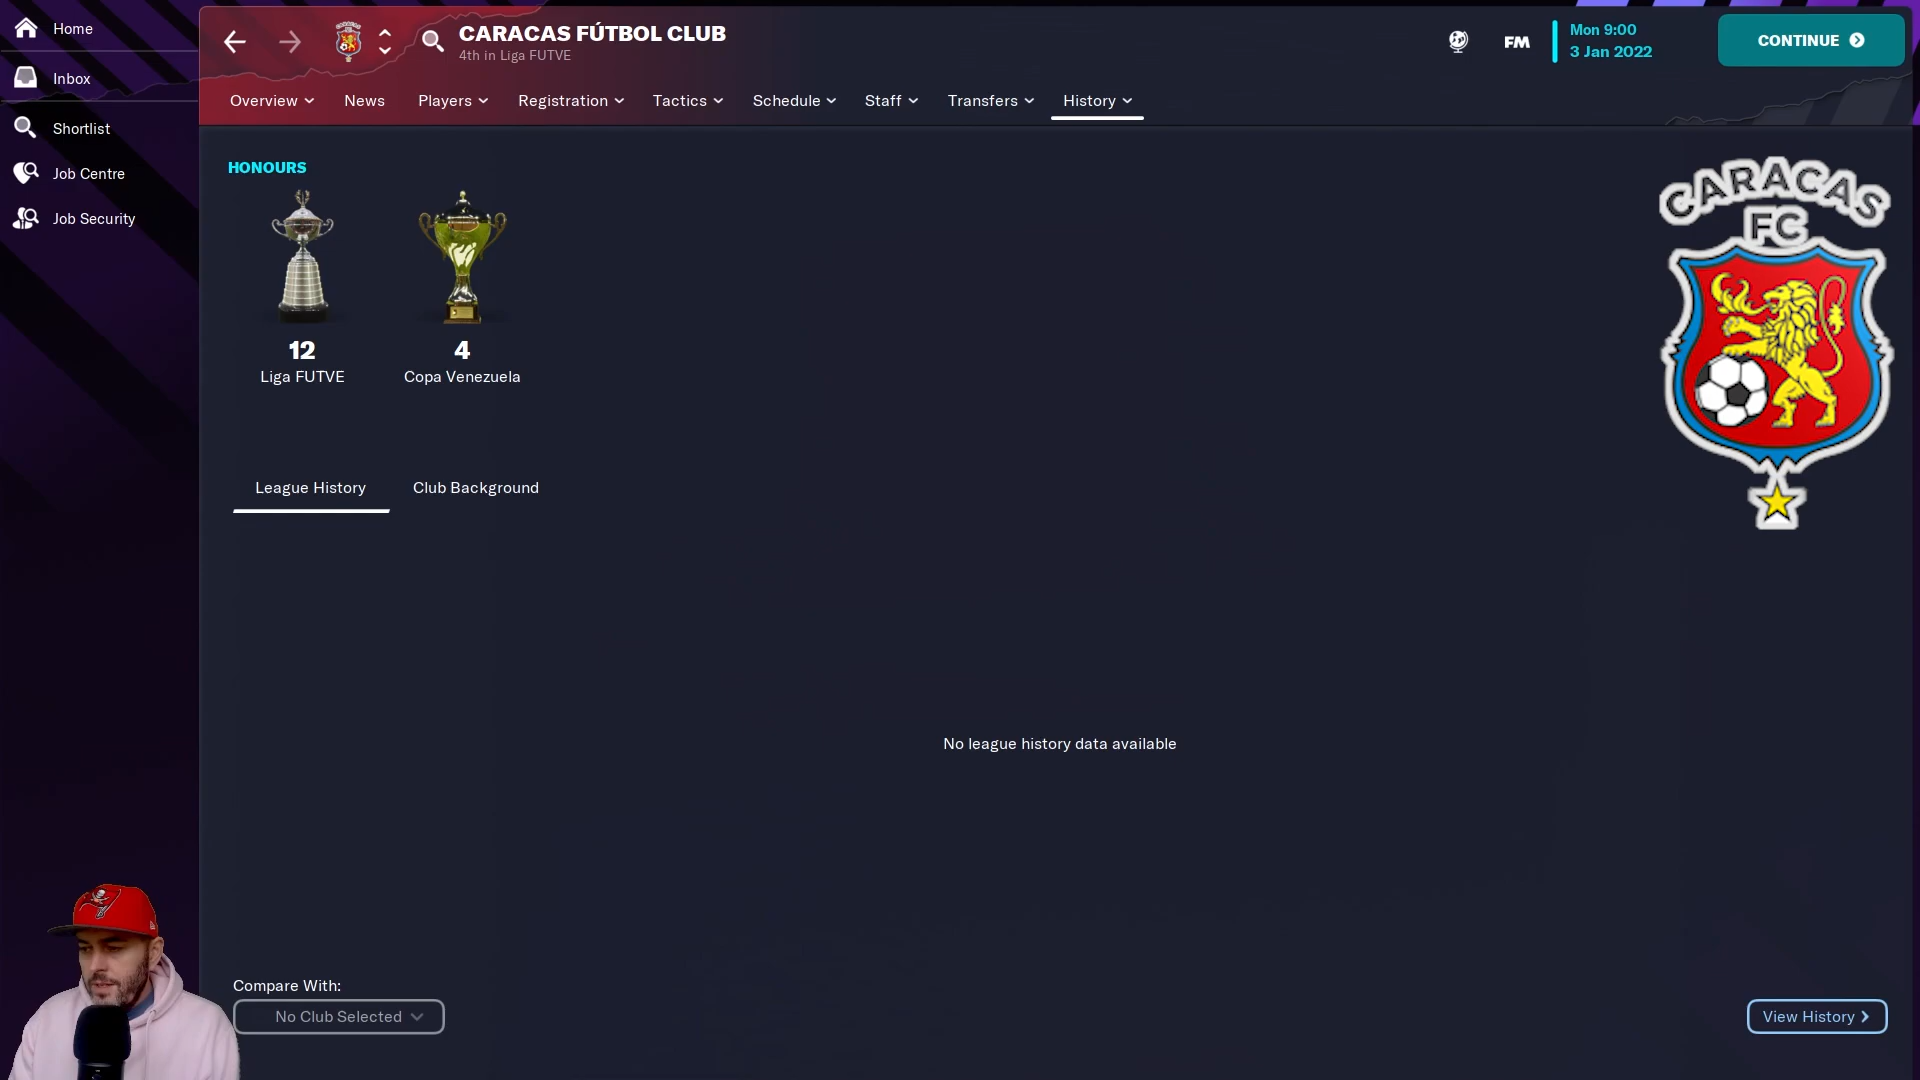 Home
Inbox
Shortlist
Job Centre
Job Security
CARACAS FÚTBOL CLUB
4th in Liga FUTVE
FM
Mon 9:00
3 Jan 2022
CONTINUE
Overview
News
Players
Registration
Tactics
Schedule
Staff
Transfers
History
HONOURS
12
Liga FUTVE
4
Copa Venezuela
CARACAS
FC
League History
Club Background
No league history data available
Compare With:
No Club Selected
View History